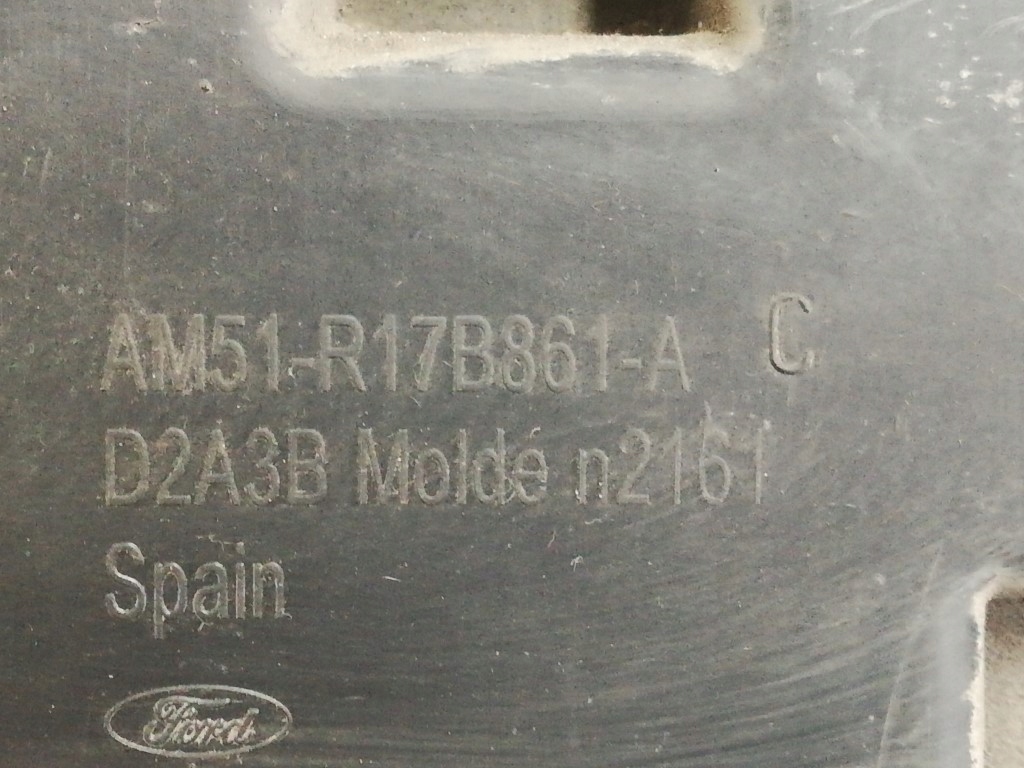 AM51-R17B861-A C
D2A3B Molde n2161
Spain
Ford